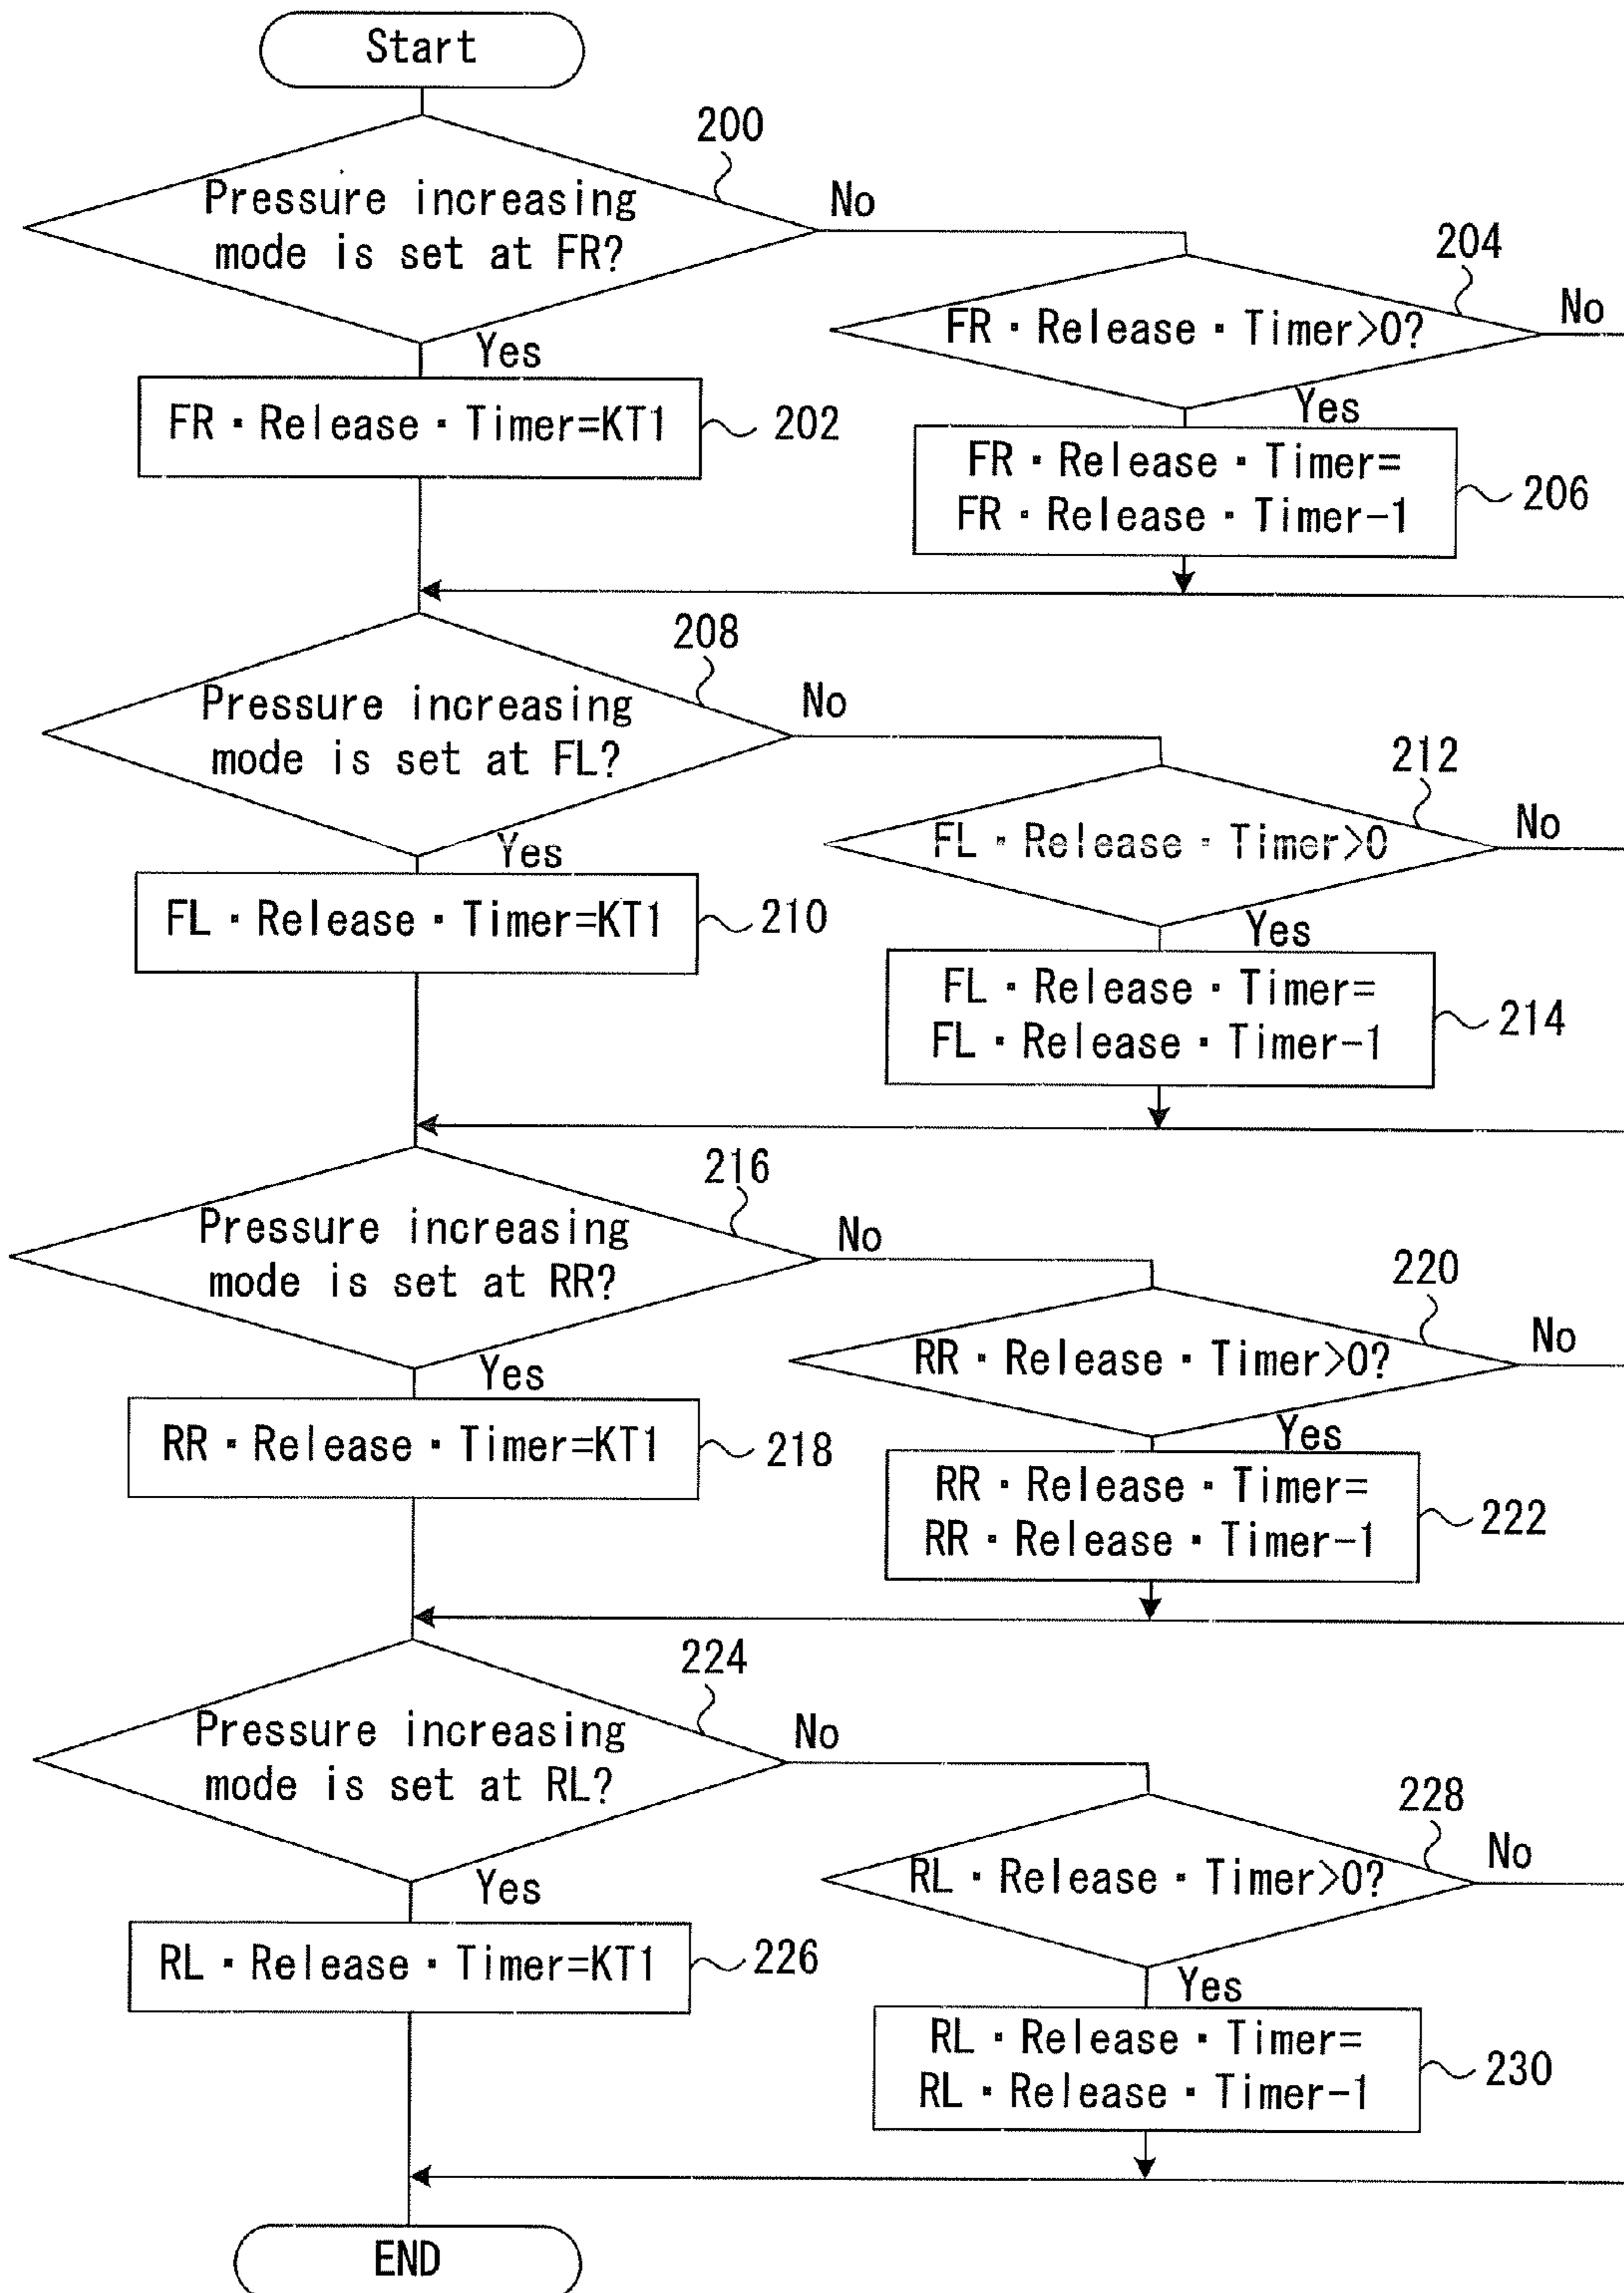 Start
200
Pressure increasing
mode is set at FR?
No
204
FR・Release・Timer>0?
No
Yes
FR・Release・Timer=KT1
202
Yes
FR・Release・Timer=
FR・Release・Timer-1
206
208
Pressure increasing
mode is set at FL?
No
212
FL・Release・Timer>0
No
Yes
FL・Release・Timer=KT1
210
Yes
FL・Release・Timer=
FL・Release・Timer-1
214
216
Pressure increasing
mode is set at RR?
No
220
RR・Release・Timer>0?
No
Yes
RR・Release・Timer=KT1
218
Yes
RR・Release・Timer=
RR・Release・Timer-1
222
224
Pressure increasing
mode is set at RL?
No
228
RL・Release・Timer>0?
No
Yes
RL・Release・Timer=KT1
226
Yes
RL・Release・Timer=
RL・Release・Timer-1
230
END